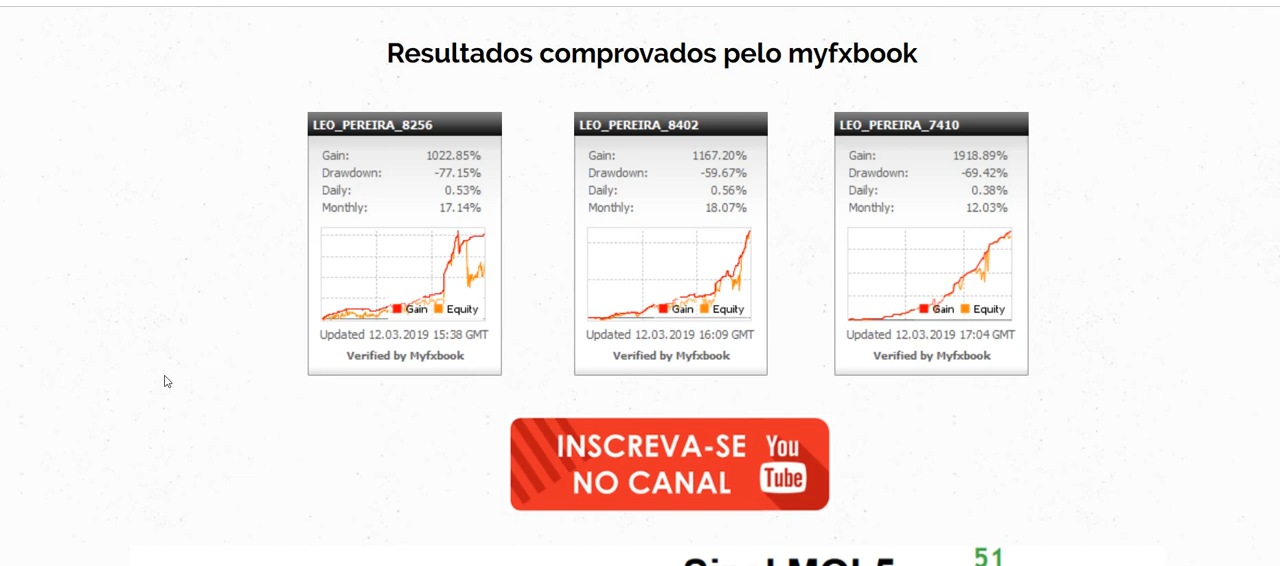 Resultados comprovados pelo myfxbook
LEO_PEREIRA_8256
Gain: 1022.85%
Drawdown: -77.15%
Daily: 0.53%
Monthly: 17.14%
Gain Equity
Updated 12.03.2019 15:38 GMT
Verified by Myfxbook
LEO_PEREIRA_8402
Gain: 1167.20%
Drawdown: -59.67%
Daily: 0.56%
Monthly: 18.07%
Gain Equity
Updated 12.03.2019 16:09 GMT
Verified by Myfxbook
LEO_PEREIRA_7410
Gain: 1918.89%
Drawdown: -69.42%
Daily: 0.38%
Monthly: 12.03%
Gain Equity
Updated 12.03.2019 17:04 GMT
Verified by Myfxbook
INSCREVA-SE
NO CANAL
You
Tube
51